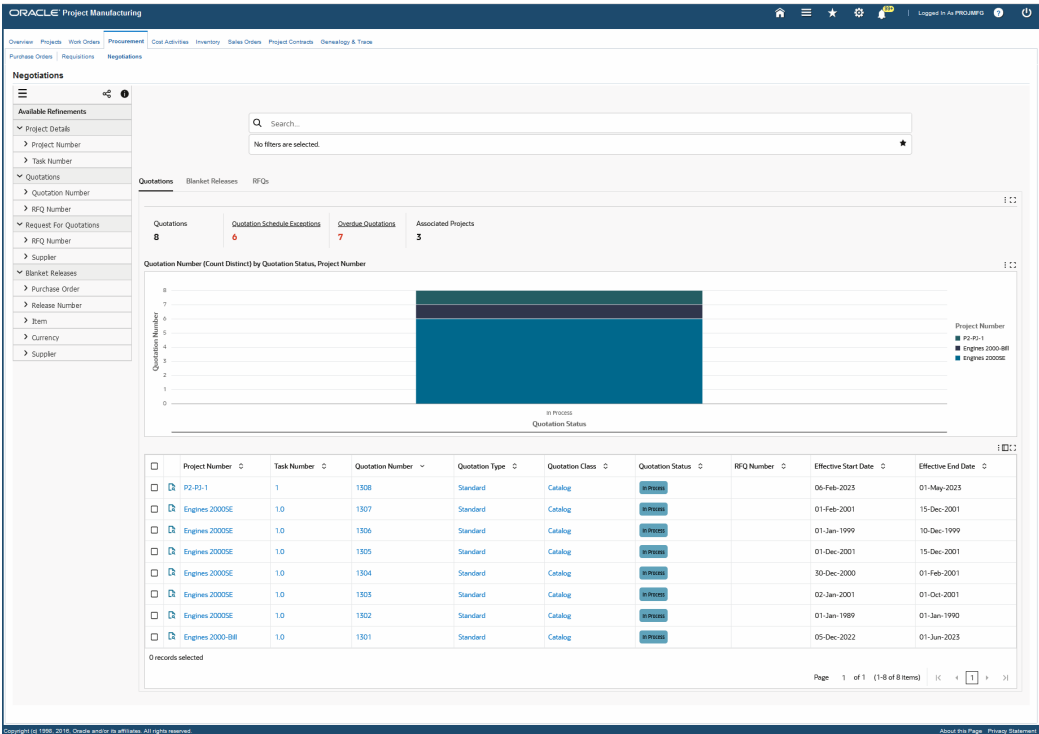 ORACLE® Project Manufacturing
99+
Logged In As PROJMFG
Overview Projects Work Orders Procurement Cost Activities Inventory Sales Orders Project Contracts Genealogy & Trace
Purchase Orders Requisitions Negotiations
Negotiations
Available Refinements
Project Details
Project Number
Task Number
Quotations
Quotation Number
RFQ Number
Request For Quotations
RFQ Number
Supplier
Blanket Releases
Purchase Order
Release Number
Item
Currency
Supplier
Search...
No filters are selected.
Quotations Blanket Releases RFQs
Quotations Quotation Schedule Exceptions Overdue Quotations Associated Projects
8 6 7 3
Quotation Number (Count Distinct) by Quotation Status, Project Number
Quotation Number
8
7
6
5
4
3
2
1
0
In Process
Quotation Status
Project Number
P2-PJ-1
Engines 2000-Bill
Engines 2000SE
Project Number Task Number Quotation Number Quotation Type Quotation Class Quotation Status RFQ Number Effective Start Date Effective End Date
P2-PJ-1 1 1308 Standard Catalog In Process 06-Feb-2023 01-May-2023
Engines 2000SE 1.0 1307 Standard Catalog In Process 01-Feb-2001 15-Dec-2001
Engines 2000SE 1.0 1306 Standard Catalog In Process 01-Jan-1999 10-Dec-1999
Engines 2000SE 1.0 1305 Standard Catalog In Process 01-Dec-2001 15-Dec-2001
Engines 2000SE 1.0 1304 Standard Catalog In Process 30-Dec-2000 01-Feb-2001
Engines 2000SE 1.0 1303 Standard Catalog In Process 02-Jan-2001 01-Oct-2001
Engines 2000SE 1.0 1302 Standard Catalog In Process 01-Jan-1989 01-Jan-1990
Engines 2000-Bill 1.0 1301 Standard Catalog In Process 05-Dec-2022 01-Jun-2023
0 records selected
Page 1 of 1 (1-8 of 8 items) 1
Copyright (c) 1998, 2016, Oracle and/or its affiliates. All rights reserved.
About this Page Privacy Statement